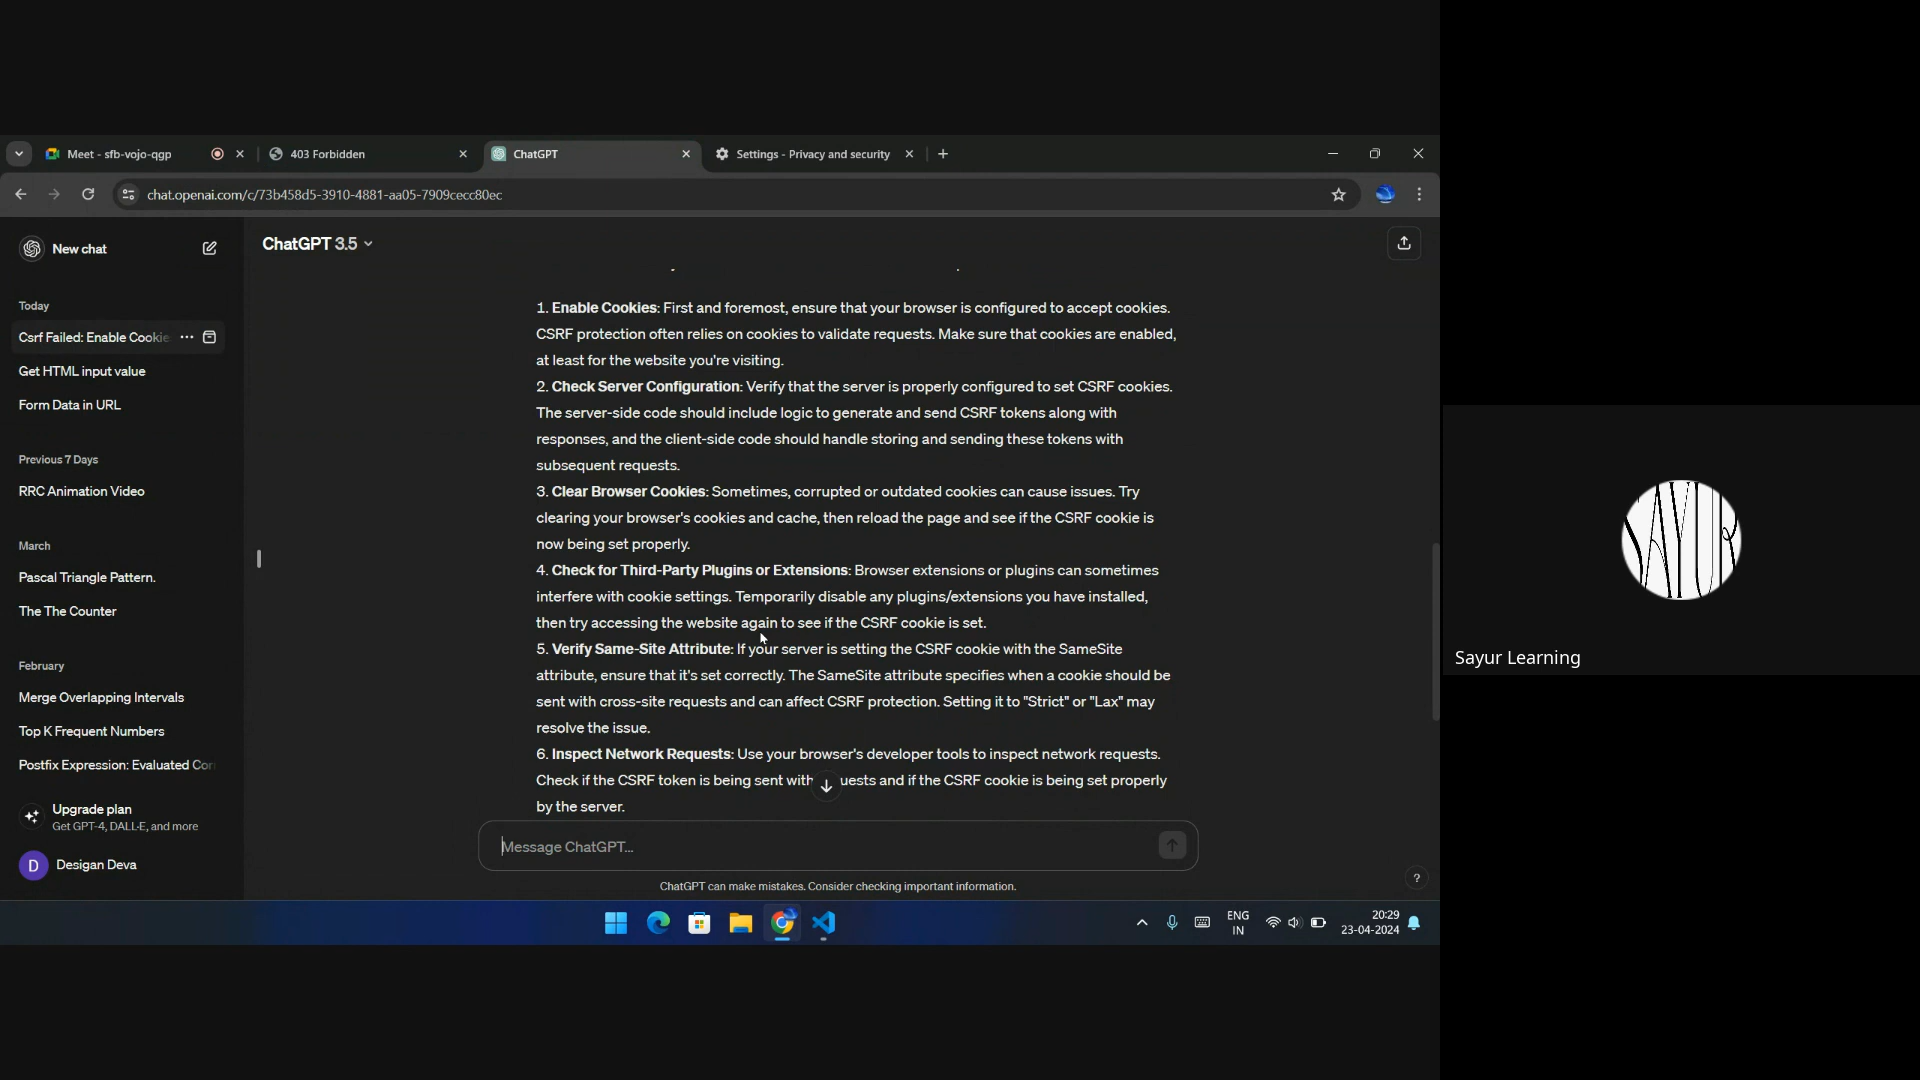 Meet - sfb-vojo-qgp
403 Forbidden
ChatGPT
Settings - Privacy and security
chat.openai.com/c/73b458d5-3910-4881-aa05-7909cecc80ec
New chat
ChatGPT 3.5
Today
Csrf Failed: Enable Cookie
Get HTML input value
Form Data in URL
Previous 7 Days
RRC Animation Video
March
Pascal Triangle Pattern.
The The Counter
February
Merge Overlapping Intervals
Top K Frequent Numbers
Postfix Expression: Evaluated Con
Upgrade plan
Get GPT-4, DALL·E, and more
D
Desigan Deva
1. Enable Cookies: First and foremost, ensure that your browser is configured to accept cookies.
CSRF protection often relies on cookies to validate requests. Make sure that cookies are enabled,
at least for the website you're visiting.
2. Check Server Configuration: Verify that the server is properly configured to set CSRF cookies.
The server-side code should include logic to generate and send CSRF tokens along with
responses, and the client-side code should handle storing and sending these tokens with
subsequent requests.
3. Clear Browser Cookies: Sometimes, corrupted or outdated cookies can cause issues. Try
clearing your browser's cookies and cache, then reload the page and see if the CSRF cookie is
now being set properly.
4. Check for Third-Party Plugins or Extensions: Browser extensions or plugins can sometimes
interfere with cookie settings. Temporarily disable any plugins/extensions you have installed,
then try accessing the website again to see if the CSRF cookie is set.
5. Verify Same-Site Attribute: If your server is setting the CSRF cookie with the SameSite
attribute, ensure that it's set correctly. The SameSite attribute specifies when a cookie should be
sent with cross-site requests and can affect CSRF protection. Setting it to "Strict" or "Lax" may
resolve the issue.
6. Inspect Network Requests: Use your browser's developer tools to inspect network requests.
Check if the CSRF token is being sent with uests and if the CSRF cookie is being set properly
by the server.
Message ChatGPT...
ChatGPT can make mistakes. Consider checking important information.
?
ENG
IN
20:29
23-04-2024
Sayur Learning